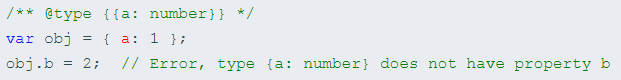 /** @type {{a: number}} */
var obj = { a: 1 };
obj.b = 2;  // Error, type {a: number} does not have property b